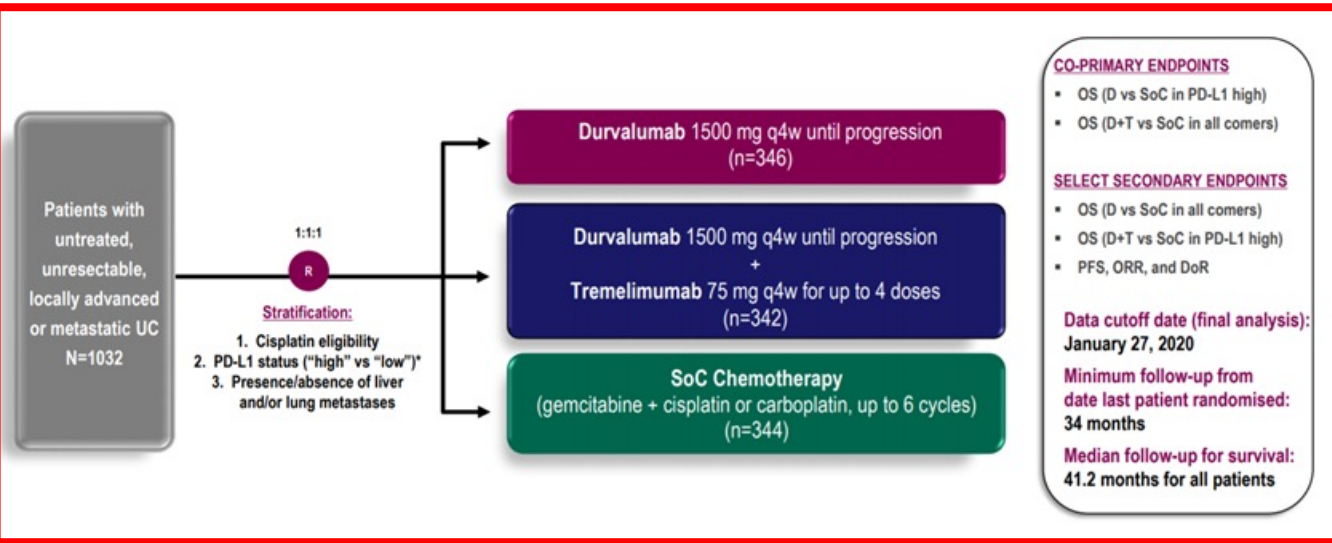 Patients with
untreated,
unresectable,
locally advanced
or metastatic UC
N=1032
1:1:1
R
Stratification:
1. Cisplatin eligibility
2. PD-L1 status ("high" vs "low")*
3. Presence/absence of liver
and/or lung metastases
Durvalumab 1500 mg q4w until progression
(n=346)
Durvalumab 1500 mg q4w until progression
+
Tremelimumab 75 mg q4w for up to 4 doses
(n=342)
SoC Chemotherapy
(gemcitabine + cisplatin or carboplatin, up to 6 cycles)
(n=344)
CO-PRIMARY ENDPOINTS
▪ OS (D vs SoC in PD-L1 high)
▪ OS (D+T vs SoC in all comers)
SELECT SECONDARY ENDPOINTS
▪ OS (D vs SoC in all comers)
▪ OS (D+T vs SoC in PD-L1 high)
▪ PFS, ORR, and DoR
Data cutoff date (final analysis):
January 27, 2020
Minimum follow-up from
date last patient randomised:
34 months
Median follow-up for survival:
41.2 months for all patients